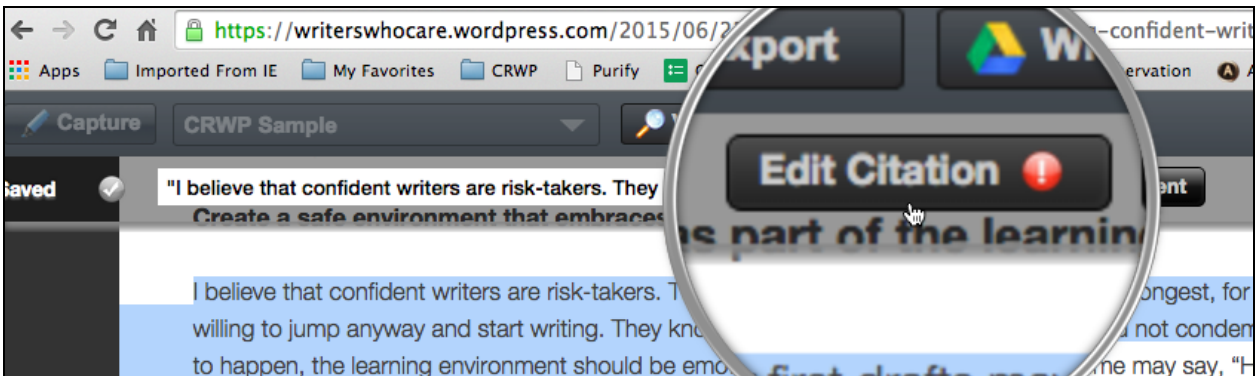 https://writerswhocare.wordpress.com/2015/06/2 -confident-writ
Apps Imported From IE My Favorites CRWP Purify ervation
xport
Capture CRWP Sample
Edit Citation
Saved "I believe that confident writers are risk-takers. They ent
Create a safe environment that embraces
as part of the learning
I believe that confident writers are risk-takers. T ongest, for
willing to jump anyway and start writing. They kno not condem
to happen, the learning environment should be emo first drafts may me may say, "H